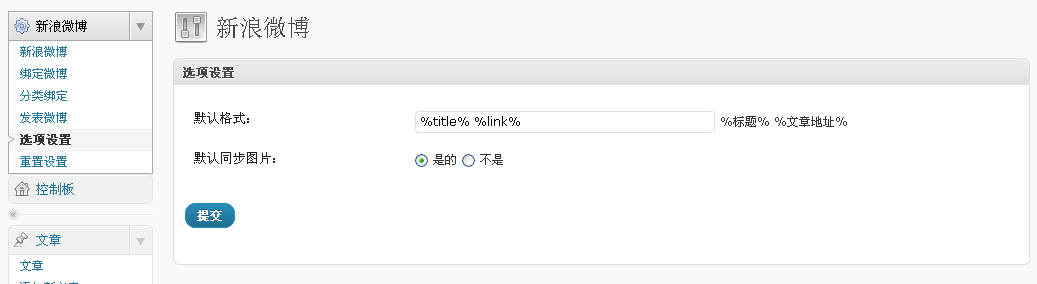 新浪微博
新浪微博
绑定微博
分类绑定
发表微博
选项设置
重置设置
控制板
文章
文章
新浪微博
选项设置
默认格式：
%title% %link%
%标题% %文章地址%
默认同步图片：
是的 不是
提交